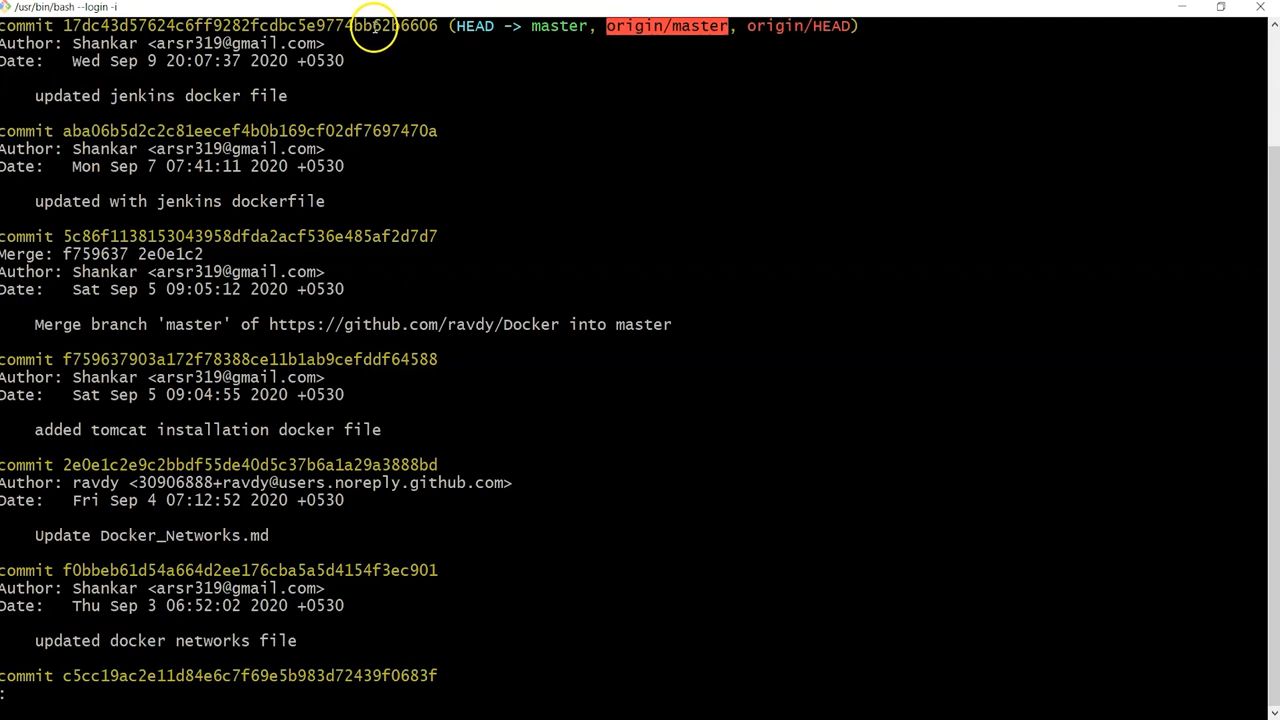 /usr/bin/bash --login -i
commit 17dc43d57624c6ff9282fcdbc5e9774bb62b6606 (HEAD -> master, origin/master, origin/HEAD)
Author: Shankar <arsr319@gmail.com>
Date:   Wed Sep 9 20:07:37 2020 +0530
updated jenkins docker file
commit aba06b5d2c2c81eecef4b0b169cf02df7697470a
Author: Shankar <arsr319@gmail.com>
Date:   Mon Sep 7 07:41:11 2020 +0530
updated with jenkins dockerfile
commit 5c86f1138153043958dfda2acf536e485af2d7d7
Merge: f759637 2e0e1c2
Author: Shankar <arsr319@gmail.com>
Date:   Sat Sep 5 09:05:12 2020 +0530
Merge branch 'master' of https://github.com/ravdy/Docker into master
commit f759637903a172f78388ce11b1ab9cefddf64588
Author: Shankar <arsr319@gmail.com>
Date:   Sat Sep 5 09:04:55 2020 +0530
added tomcat installation docker file
commit 2e0e1c2e9c2bbdf55de40d5c37b6a1a29a3888bd
Author: ravdy <30906888+ravdy@users.noreply.github.com>
Date:   Fri Sep 4 07:12:52 2020 +0530
Update Docker_Networks.md
commit f0bbeb61d54a664d2ee176cba5a5d4154f3ec901
Author: Shankar <arsr319@gmail.com>
Date:   Thu Sep 3 06:52:02 2020 +0530
updated docker networks file
commit c5cc19ac2e11d84e6c7f69e5b983d72439f0683f
: